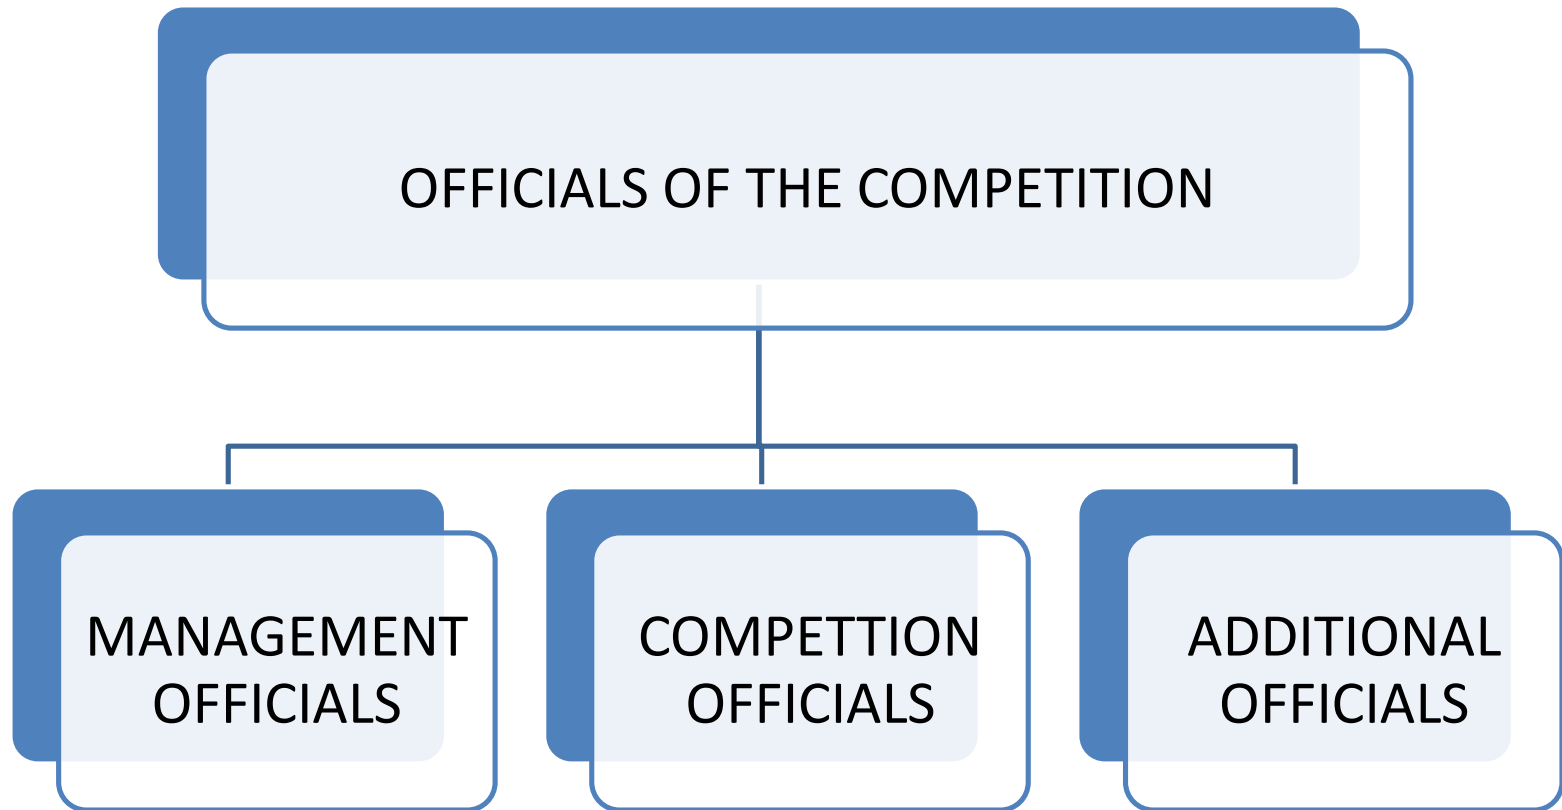 OFFICIALS OF THE COMPETITION
MANAGEMENT
OFFICIALS
COMPETTION
OFFICIALS
ADDITIONAL
OFFICIALS